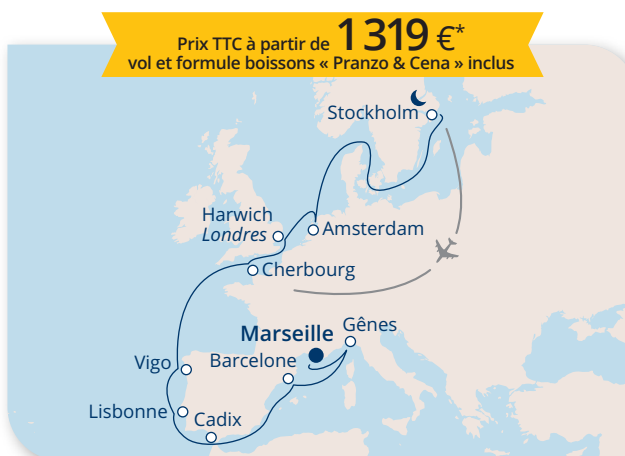 Prix TTC à partir de 1 319 €*
vol et formule boissons « Pranzo & Cena » inclus
Stockholm
Harwich
Londres
Amsterdam
Cherbourg
Gênes
Marseille
Barcelone
Vigo
Lisbonne
Cadix